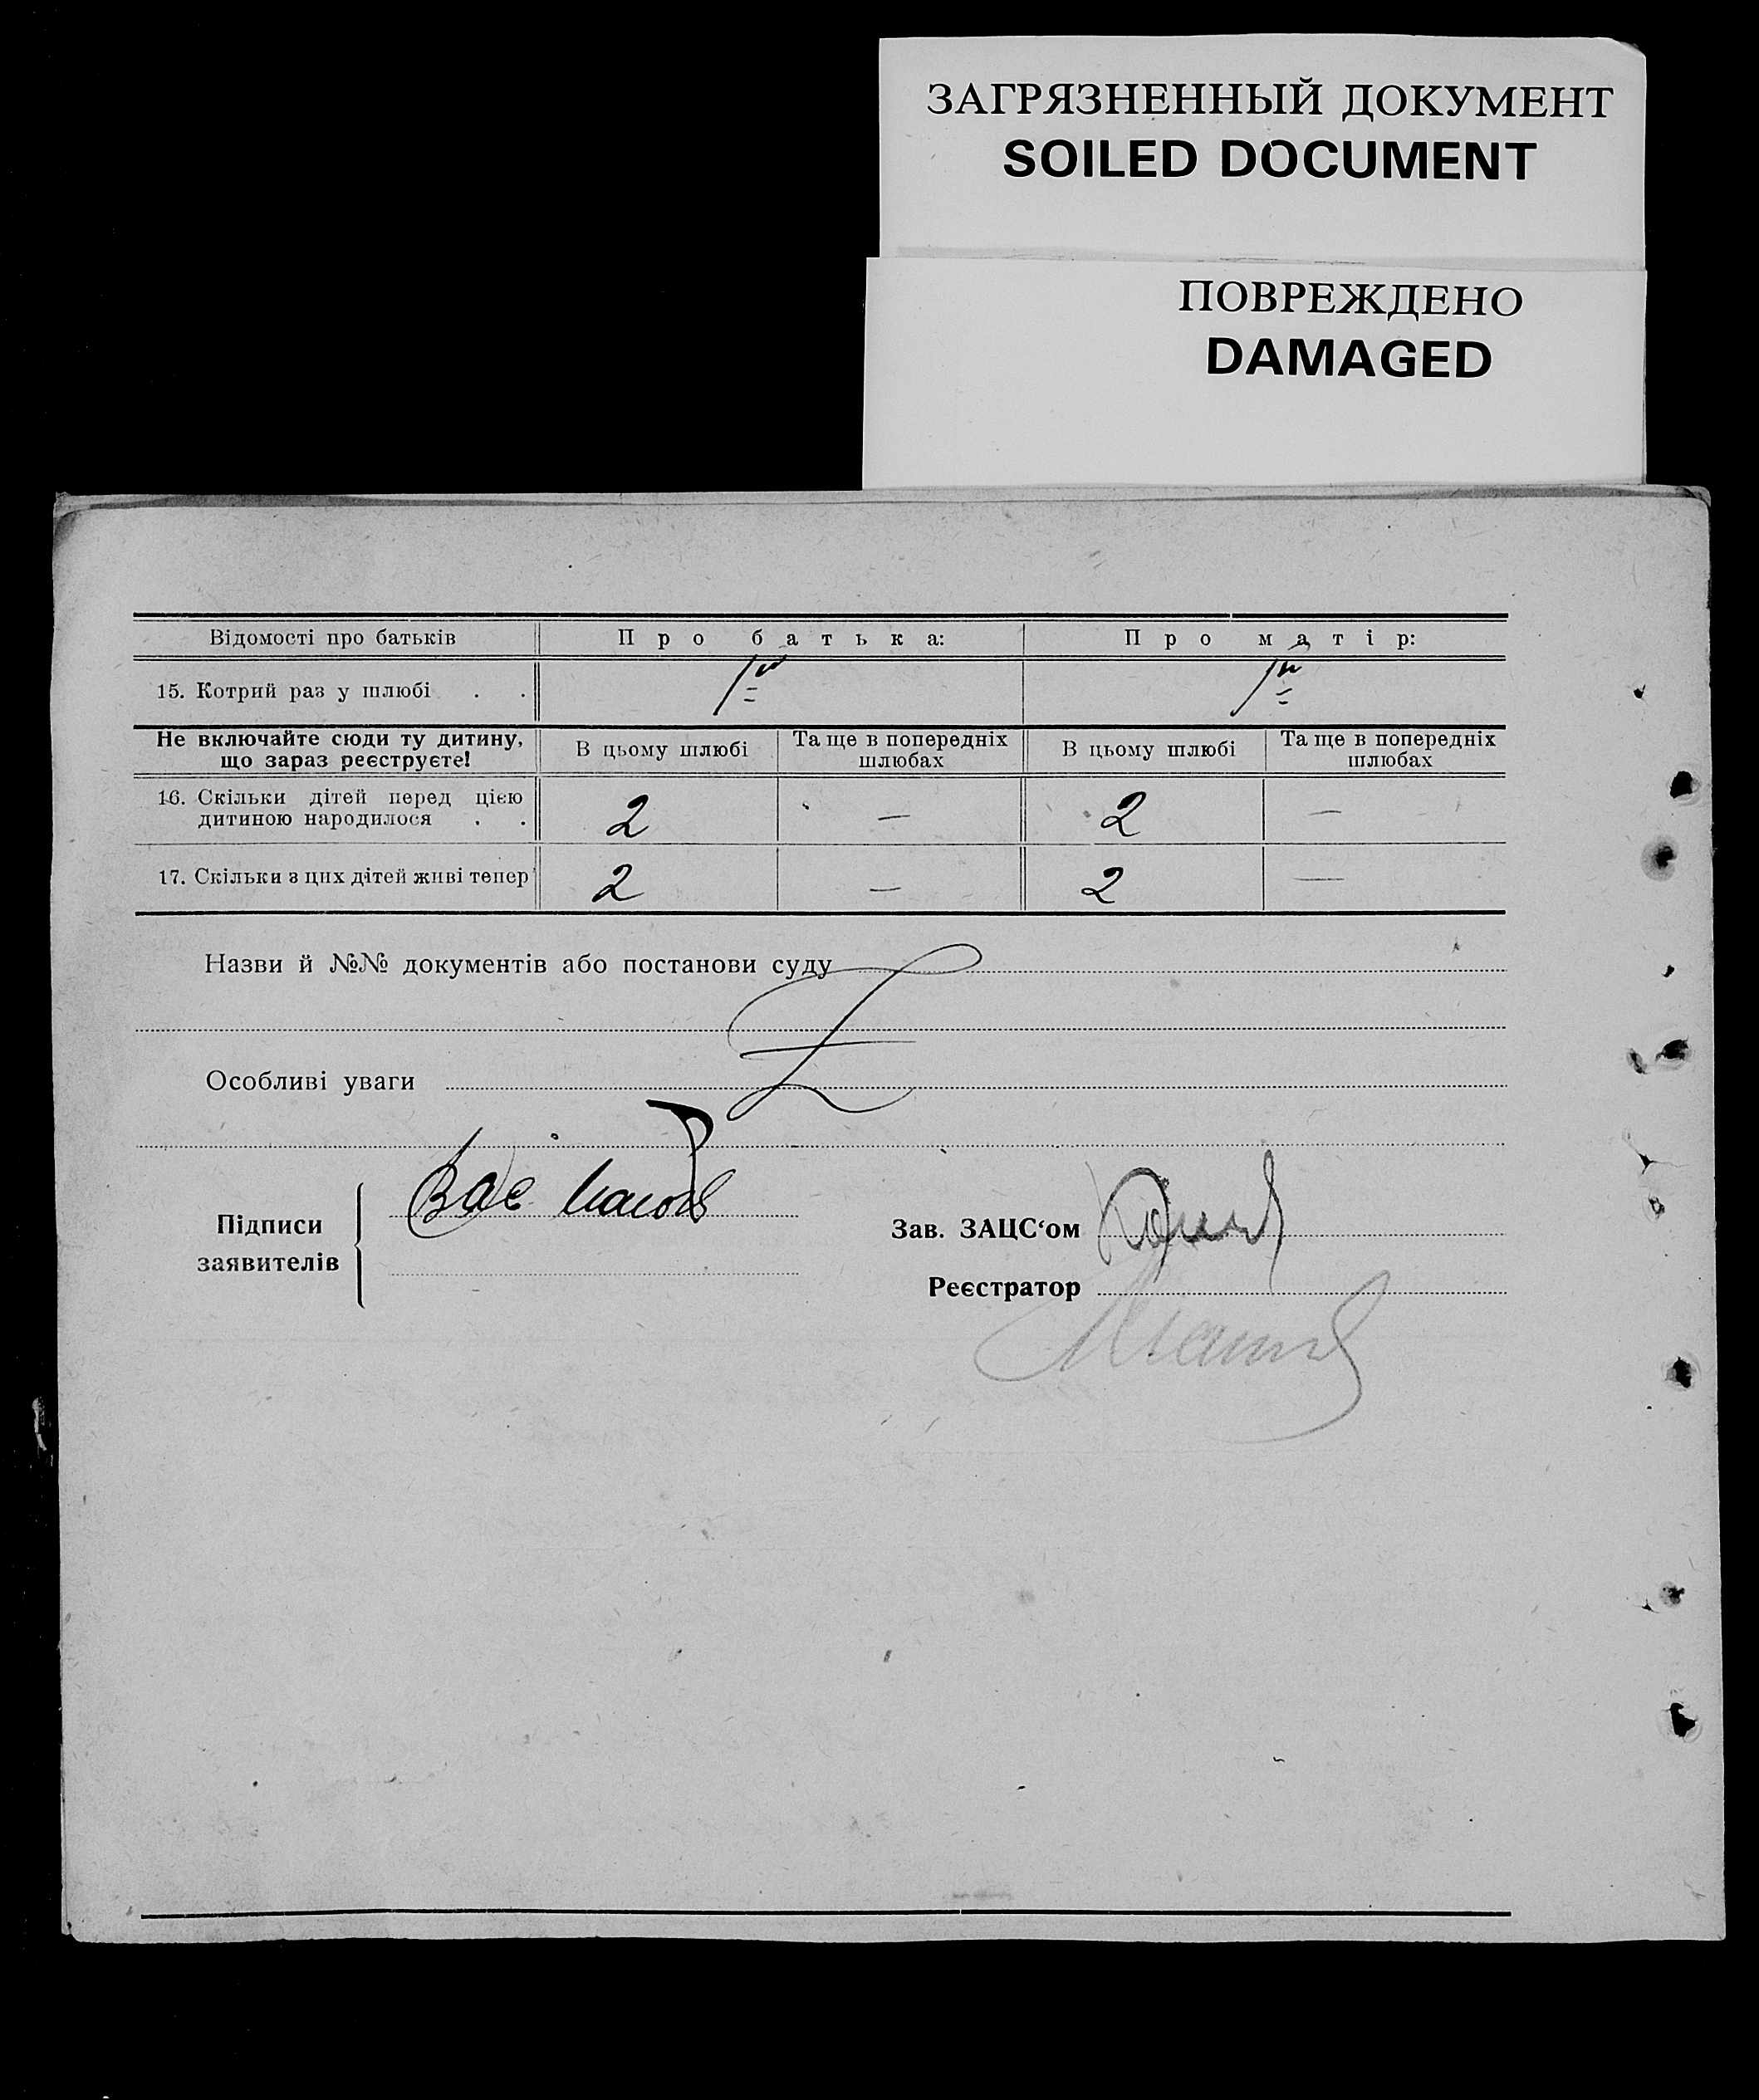 ЗАГРЯЗНЕННЫЙ ДОКУМЕНТ
SOILED DOCUMENT
ПОВРЕЖДЕНО
DAMAGED
Відомості про батьків Про батька: Про матір:
15. Котрий раз у шлюбі . . 1й 1й
Не включайте сюди ту дитину, що зараз реєструєте! В цьому шлюбі Та ще в попередніх шлюбах В цьому шлюбі Та ще в попередніх шлюбах
16. Скільки дітей перед цією
дитиною народилося . . 2 — 2 —
17. Скільки з цих дітей живі тепер 2 — 2 —
Назви й №№ документів або постанови суду
Особливі уваги
Підписи
заявителів
Зав. ЗАЦС‘ом
Реєстратор